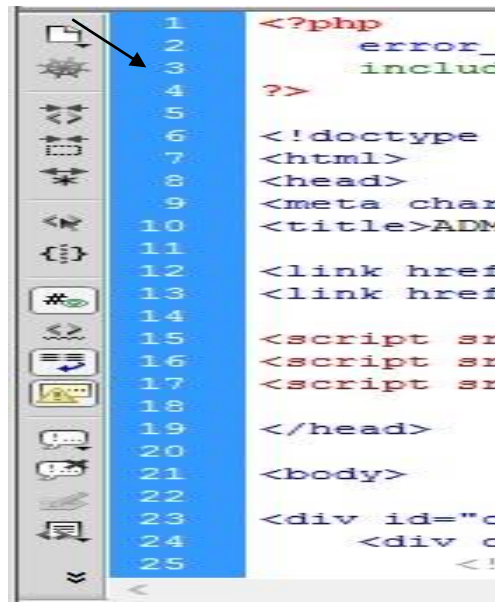 1 <?php
2 error_
3 includ
4 ?>
5
6 <!doctype
7 <html>
8 <head>
9 <meta char
10 <title>ADM
11
12 <link href
13 <link href
14
15 <script sr
16 <script sr
17 <script sr
18
19 </head>
20
21 <body>
22
23 <div id="c
24 <div c
25 <!